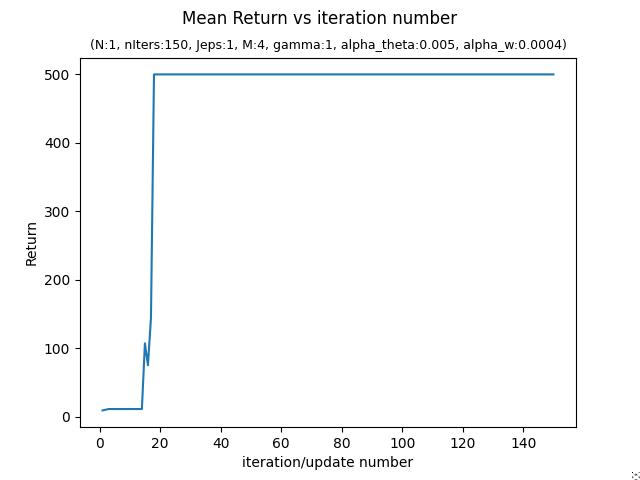 Mean Return vs iteration number
(N:1, nIters:150, Jeps:1, M:4, gamma:1, alpha_theta:0.005, alpha_w:0.0004)
500
400
300
200
100
0
Return
0 20 40 60 80 100 120 140
iteration/update number